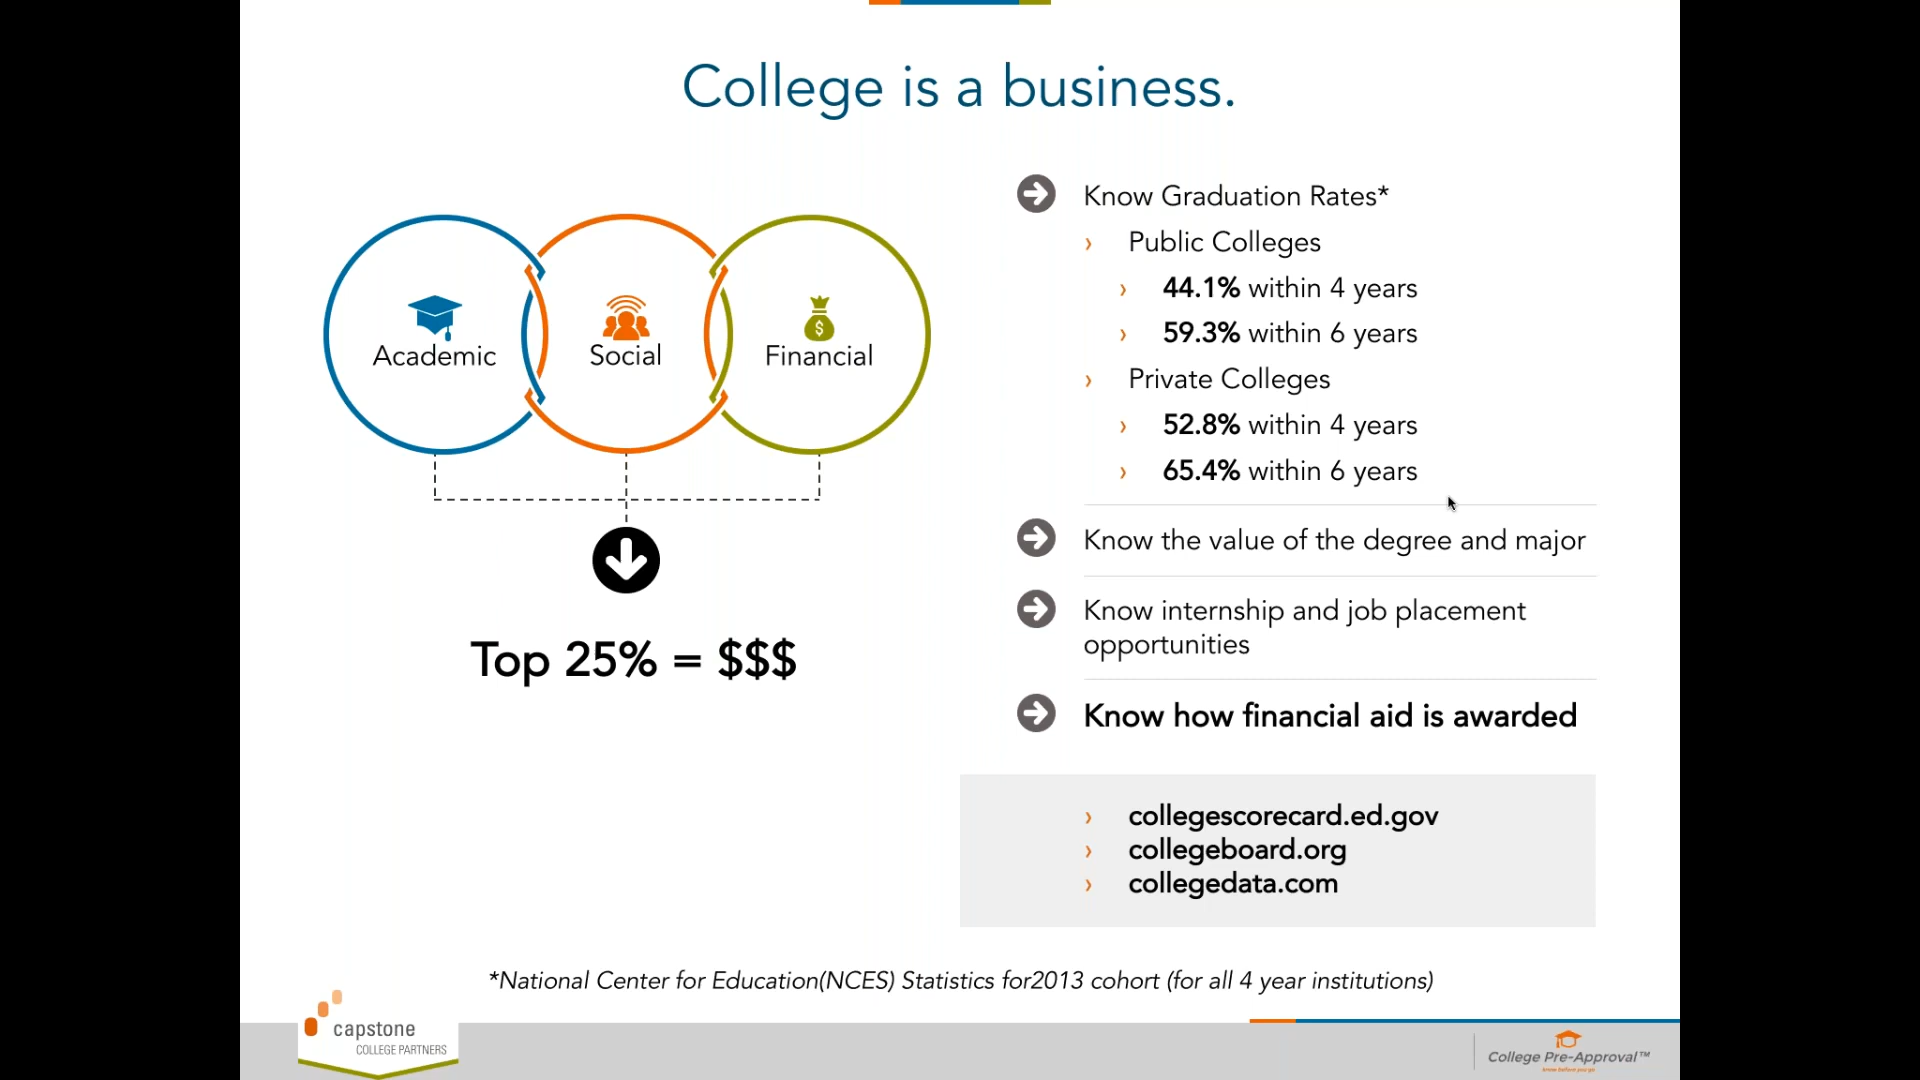 College is a business.
Academic
Social
Financial
Top 25% = $$$
Know Graduation Rates*
Public Colleges
44.1% within 4 years
59.3% within 6 years
Private Colleges
52.8% within 4 years
65.4% within 6 years
Know the value of the degree and major
Know internship and job placement
opportunities
Know how financial aid is awarded
collegescorecard.ed.gov
collegeboard.org
collegedata.com
*National Center for Education(NCES) Statistics for2013 cohort (for all 4 year institutions)
capstone
COLLEGE PARTNERS
College Pre-Approval™
know before you go